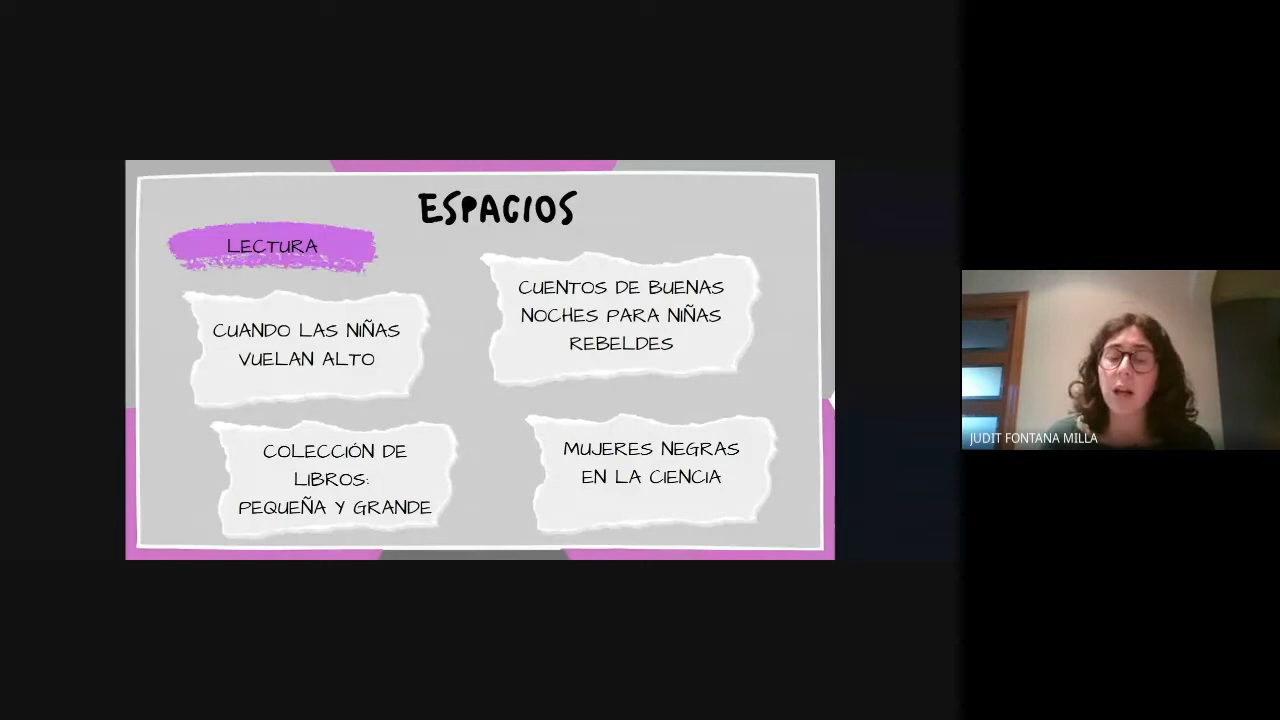 ESPACIOS
LECTURA
CUANDO LAS NIÑAS
VUELAN ALTO
CUENTOS DE BUENAS
NOCHES PARA NIÑAS
REBELDES
COLECCIÓN DE
LIBROS:
PEQUEÑA Y GRANDE
MUJERES NEGRAS
EN LA CIENCIA
JUDIT FONTANA MILLA